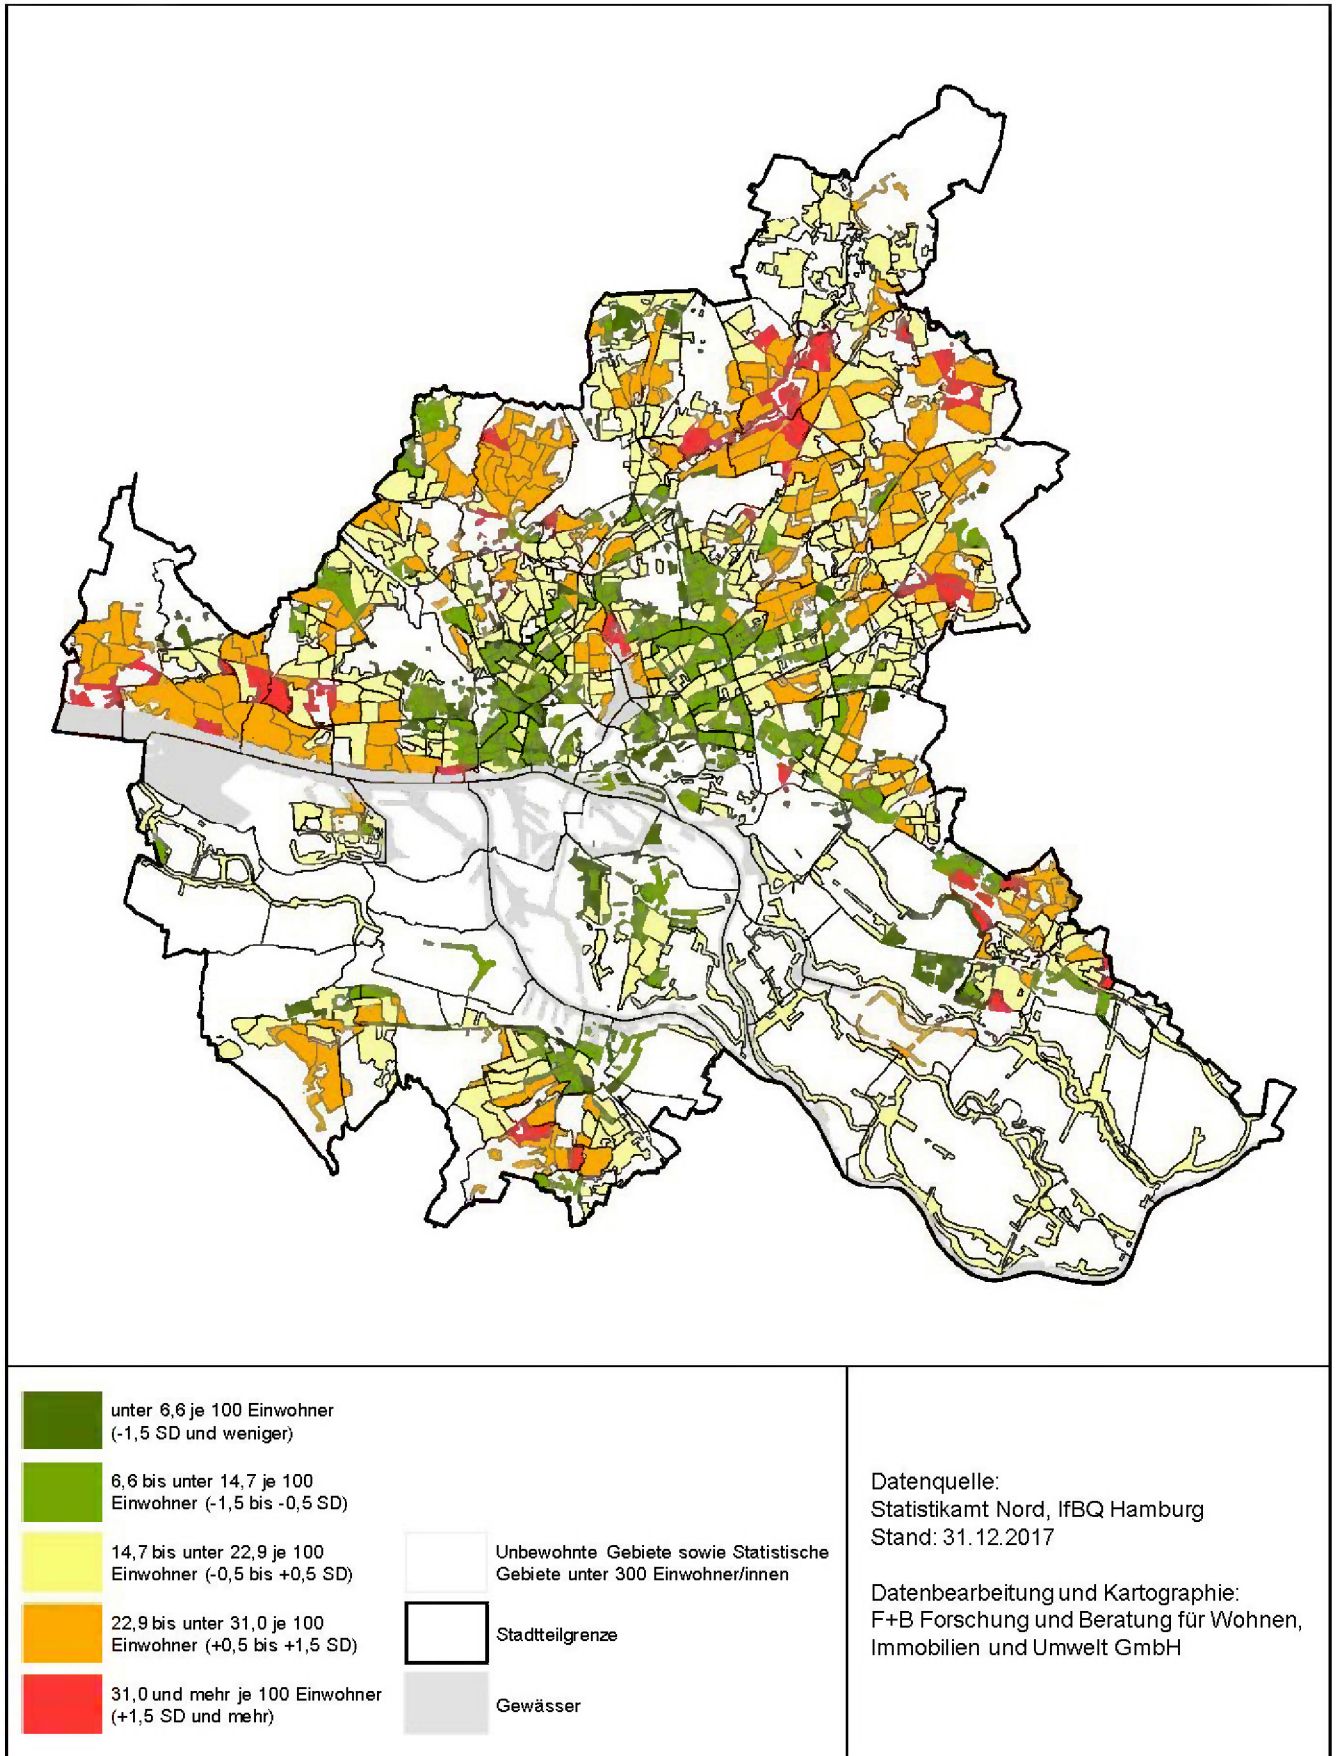 unter 6,6 je 100 Einwohner
(-1,5 SD und weniger)
6,6 bis unter 14,7 je 100
Einwohner (-1,5 bis -0,5 SD)
14,7 bis unter 22,9 je 100
Einwohner (-0,5 bis +0,5 SD)
22,9 bis unter 31,0 je 100
Einwohner (+0,5 bis +1,5 SD)
31,0 und mehr je 100 Einwohner
(+1,5 SD und mehr)
Unbewohnte Gebiete sowie Statistische
Gebiete unter 300 Einwohner/innen
Stadtteilgrenze
Gewässer
Datenquelle:
Statistikamt Nord, IfBQ Hamburg
Stand: 31.12.2017
Datenbearbeitung und Kartographie:
F+B Forschung und Beratung für Wohnen,
Immobilien und Umwelt GmbH